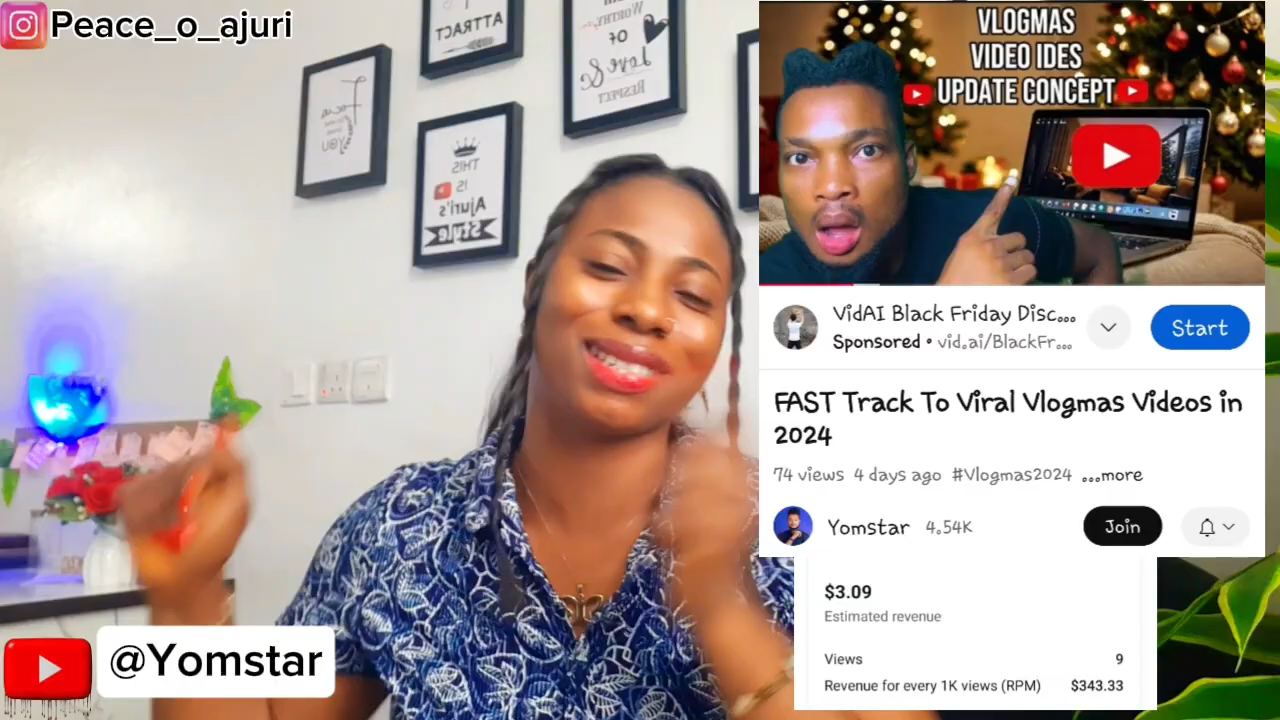 Peace_o_ajuri
ATTRACT
WORTHY
OF
Love &
RESPECT
Focus
YOU
THIS
IS
Ajuri's
Style
VLOGMAS
VIDEO IDES
UPDATE CONCEPT
VidAI Black Friday Disc...
Start
Sponsored • vid.ai/BlackFr...
FAST Track To Viral Vlogmas Videos in
2024
74 views 4 days ago #Vlogmas2024 ...more
Yomstar 4.54K
Join
$3.09
Estimated revenue
Views 9
Revenue for every 1K views (RPM) $343.33
@Yomstar